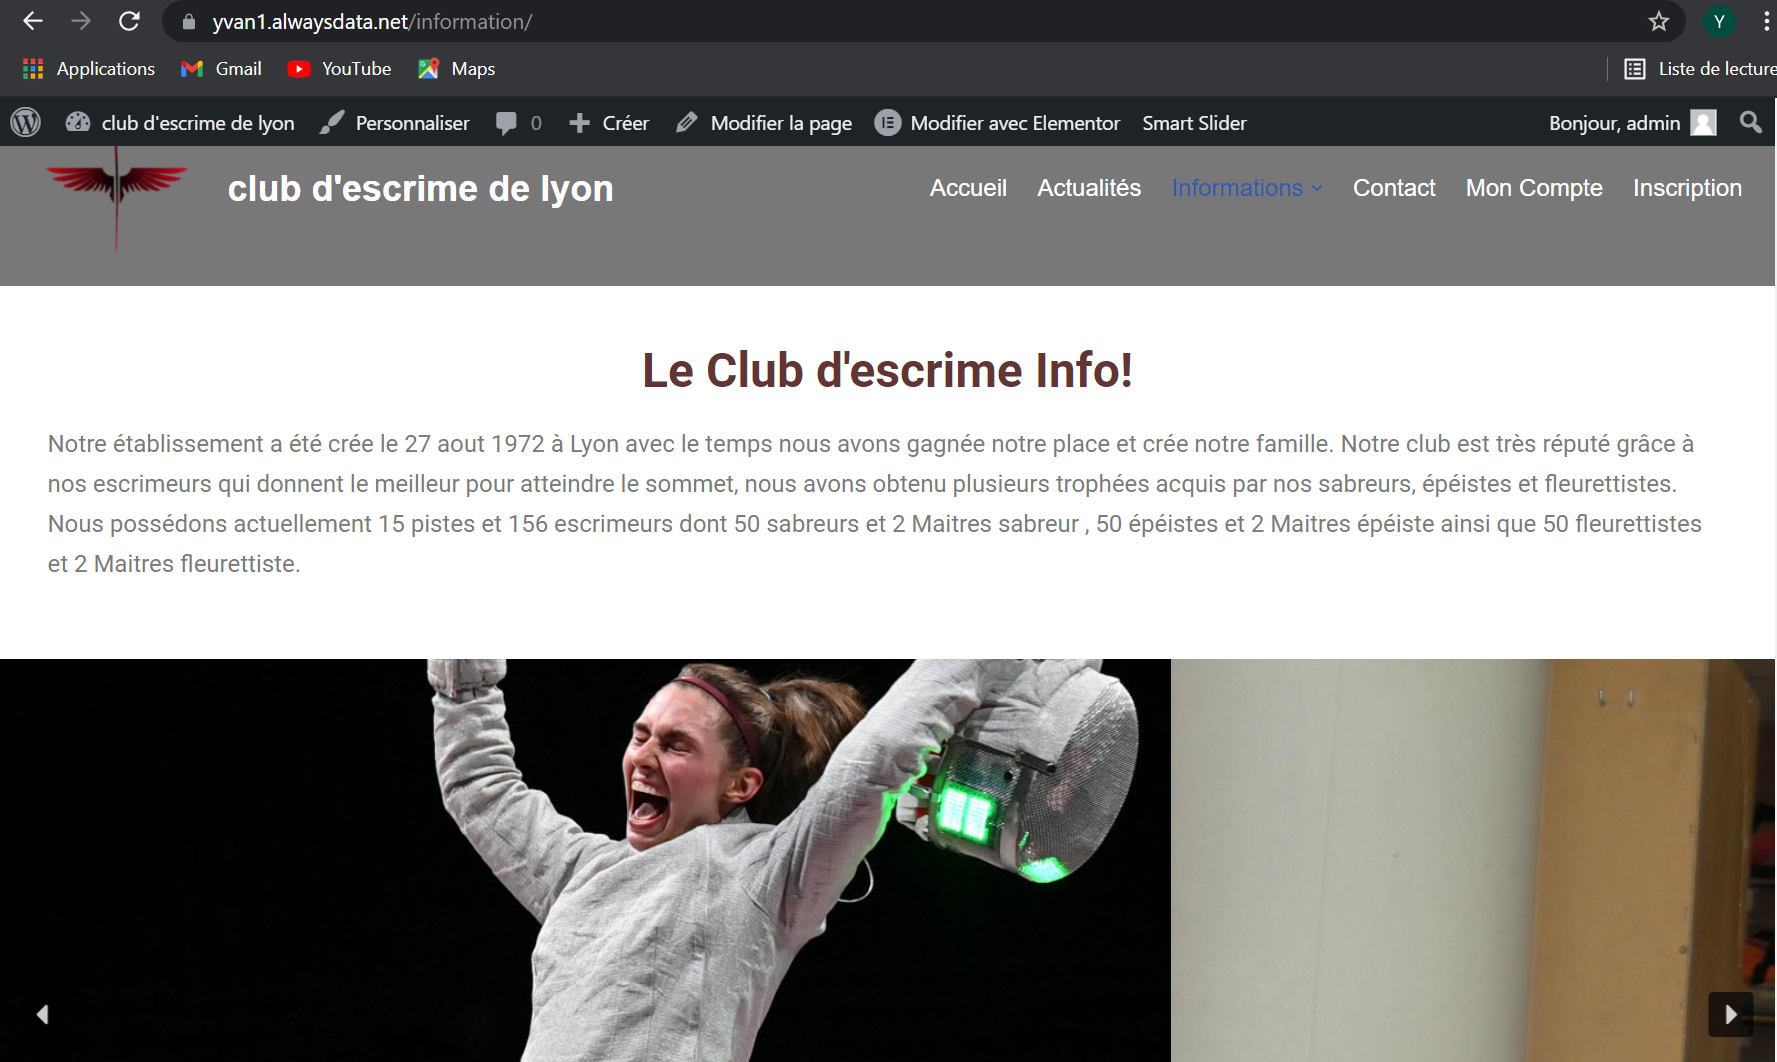 yvan1.alwaysdata.net/information/
Y
Applications
Gmail
YouTube
Maps
Liste de lecture
club d'escrime de lyon
Personnaliser
0
Créer
Modifier la page
Modifier avec Elementor
Smart Slider
Bonjour, admin
club d'escrime de lyon
Accueil
Actualités
Informations
Contact
Mon Compte
Inscription
Le Club d'escrime Info!
Notre établissement a été crée le 27 aout 1972 à Lyon avec le temps nous avons gagnée notre place et crée notre famille. Notre club est très réputé grâce à
nos escrimeurs qui donnent le meilleur pour atteindre le sommet, nous avons obtenu plusieurs trophées acquis par nos sabreurs, épéistes et fleurettistes.
Nous possédons actuellement 15 pistes et 156 escrimeurs dont 50 sabreurs et 2 Maitres sabreur , 50 épéistes et 2 Maitres épéiste ainsi que 50 fleurettistes
et 2 Maitres fleurettiste.